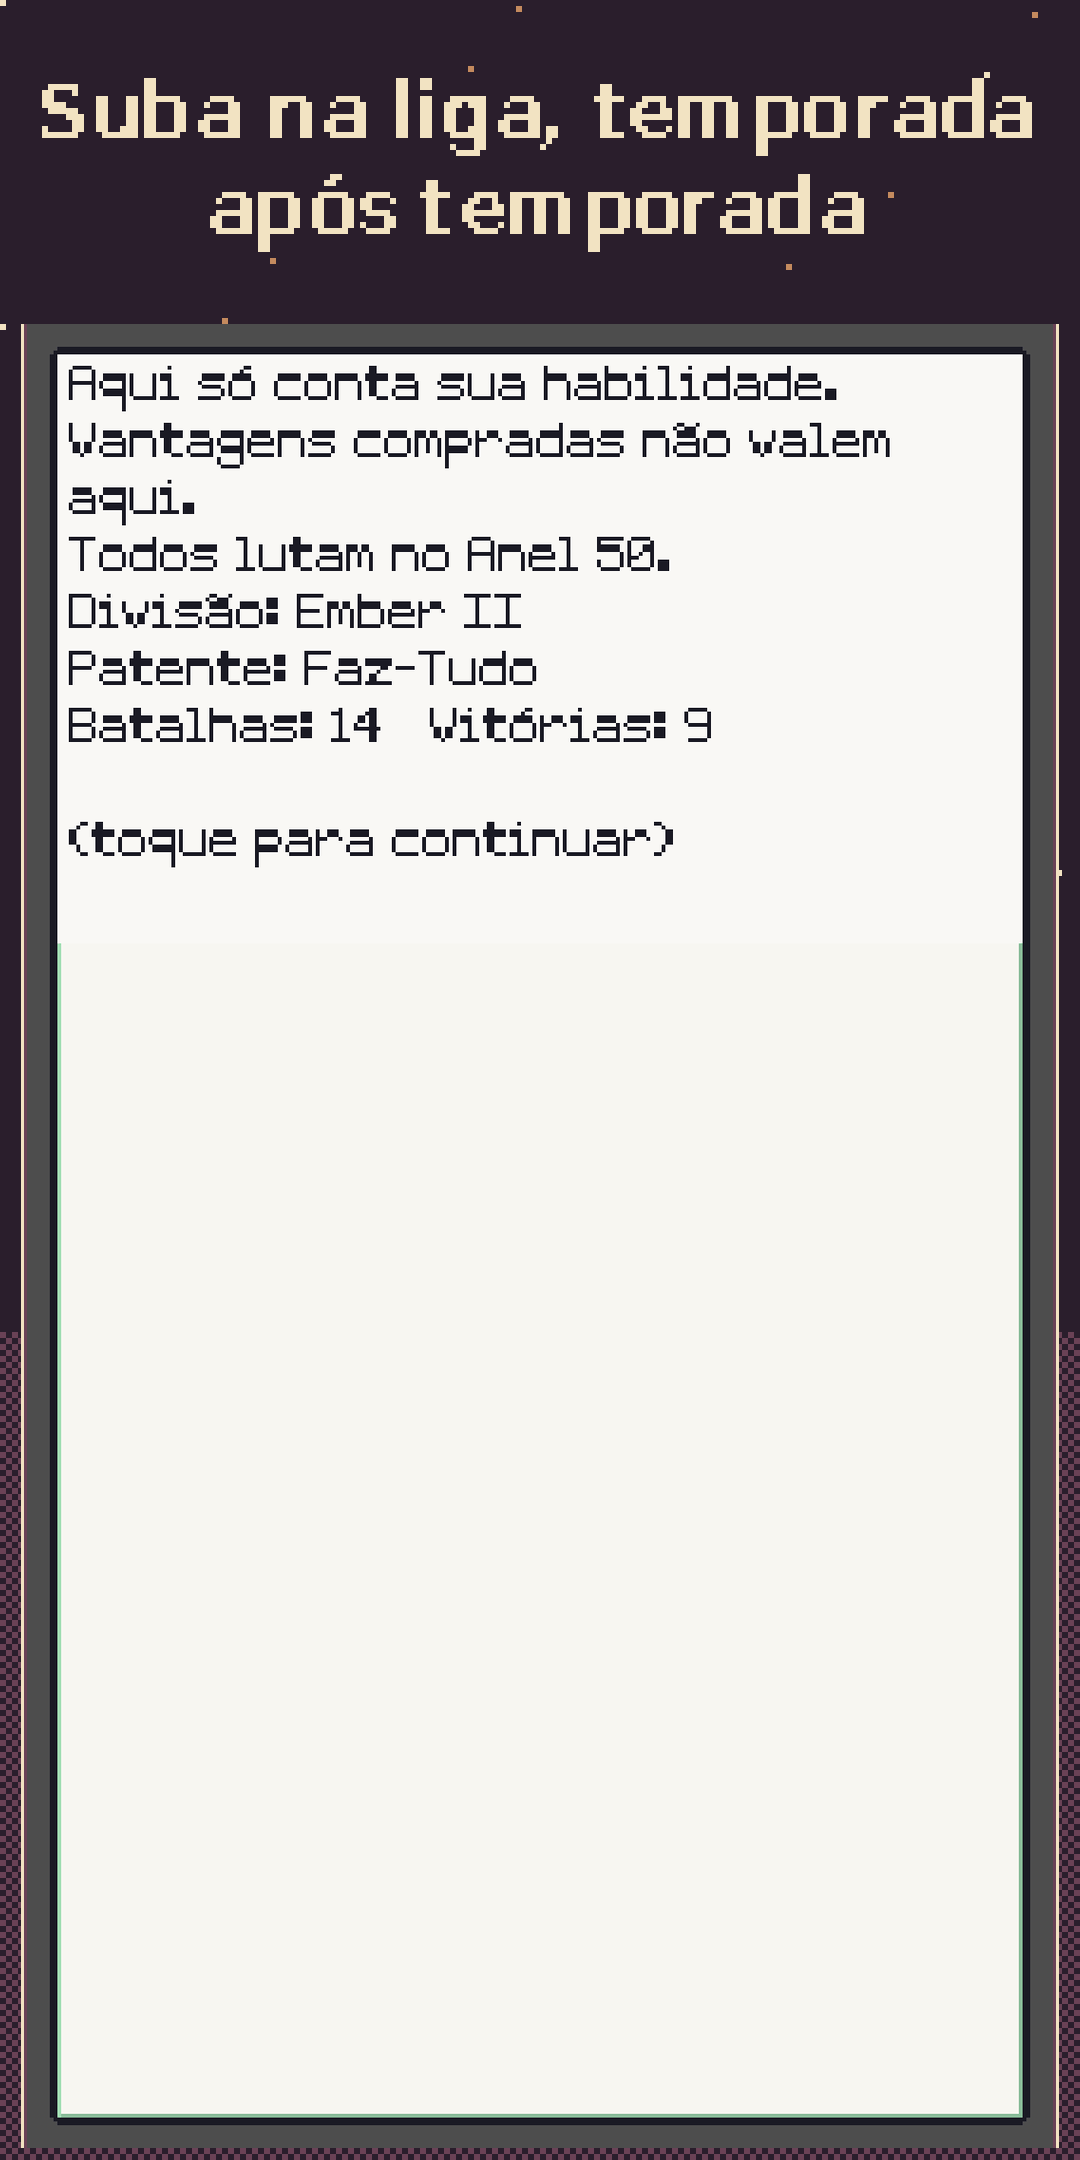 Suba na liga, temporada
após temporada
Aqui só conta sua habilidade.
Vantagens compradas não valem
aqui.
Todos lutam no Anel 50.
Divisão: Ember II
Patente: Faz-Tudo
Batalhas: 14 Vitórias: 9
(toque para continuar)